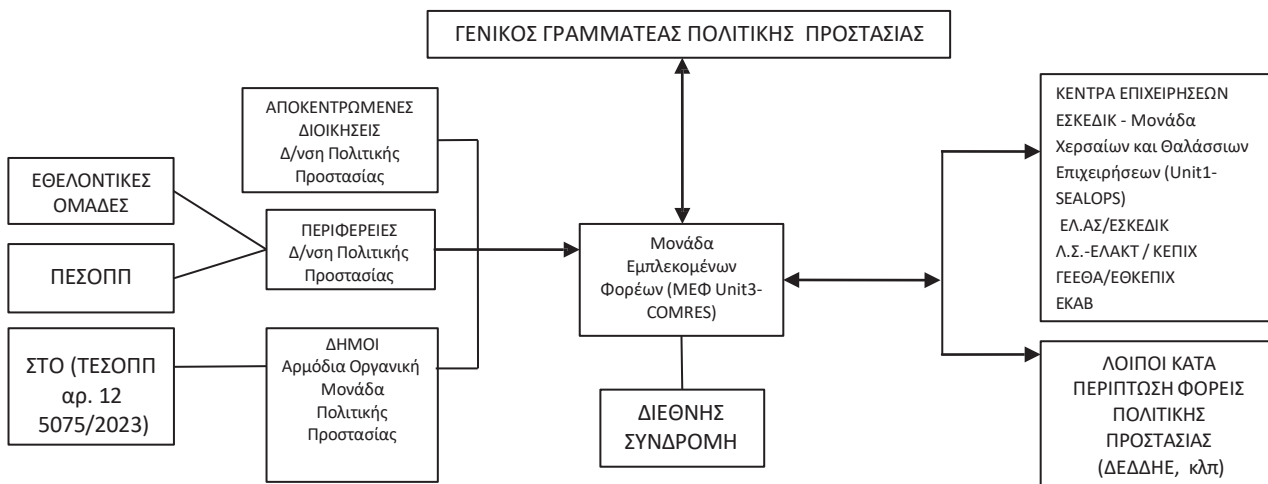 ΓΕΝΙΚΟΣ ΓΡΑΜΜΑΤΕΑΣ ΠΟΛΙΤΙΚΗΣ ΠΡΟΣΤΑΣΙΑΣ
ΑΠΟΚΕΝΤΡΩΜΕΝΕΣ
ΔΙΟΙΚΗΣΕΙΣ
Δ/νση Πολιτικής
Προστασίας
ΕΘΕΛΟΝΤΙΚΕΣ
ΟΜΑΔΕΣ
ΠΕΣΟΠΠ
ΠΕΡΙΦΕΡΕΙΕΣ
Δ/νση Πολιτικής
Προστασίας
ΣΤΟ (ΤΕΣΟΠΠ
αρ. 12
5075/2023)
ΔΗΜΟΙ
Αρμόδια Οργανική
Μονάδα
Πολιτικής
Προστασίας
Μονάδα
Εμπλεκομένων
Φορέων (ΜΕΦ Unit3-
COMRES)
ΔΙΕΘΝΗΣ
ΣΥΝΔΡΟΜΗ
ΚΕΝΤΡΑ ΕΠΙΧΕΙΡΗΣΕΩΝ
ΕΣΚΕΔΙΚ - Μονάδα
Χερσαίων και Θαλάσσιων
Επιχειρήσεων (Unit1-
SEALOPS)
ΕΛ.ΑΣ/ΕΣΚΕΔΙΚ
Λ.Σ.-ΕΛΑΚΤ / ΚΕΠΙΧ
ΓΕΕΘΑ/ΕΘΚΕΠΙΧ
ΕΚΑΒ
ΛΟΙΠΟΙ ΚΑΤΑ
ΠΕΡΙΠΤΩΣΗ ΦΟΡΕΙΣ
ΠΟΛΙΤΙΚΗΣ
ΠΡΟΣΤΑΣΙΑΣ
(ΔΕΔΔΗΕ, κλπ)